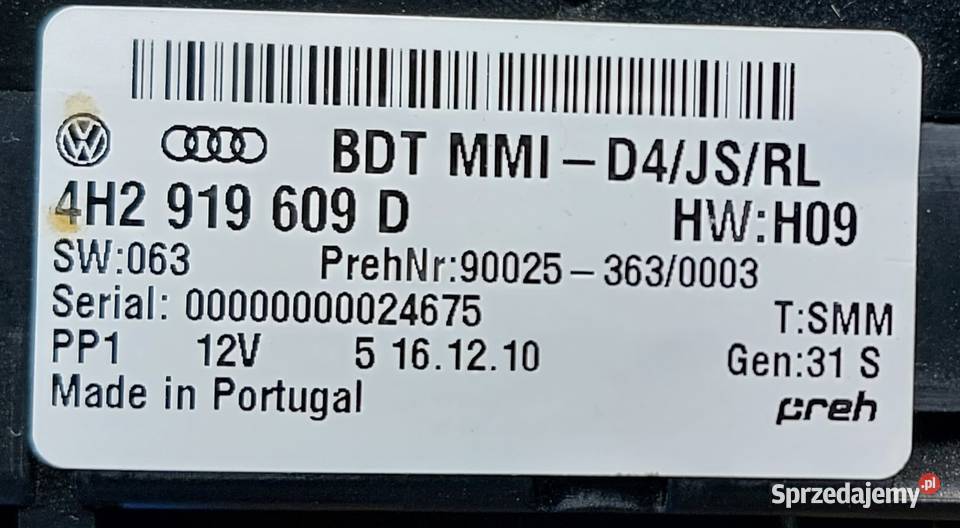 BDT MMI – D4/JS/RL
4H2 919 609 D HW:H09
SW:063 PrehNr:90025–363/0003
Serial: 00000000024675 T:SMM
PP1 12V 5 16.12.10 Gen:31 S
Made in Portugal preh
Sprzedajemy.pl